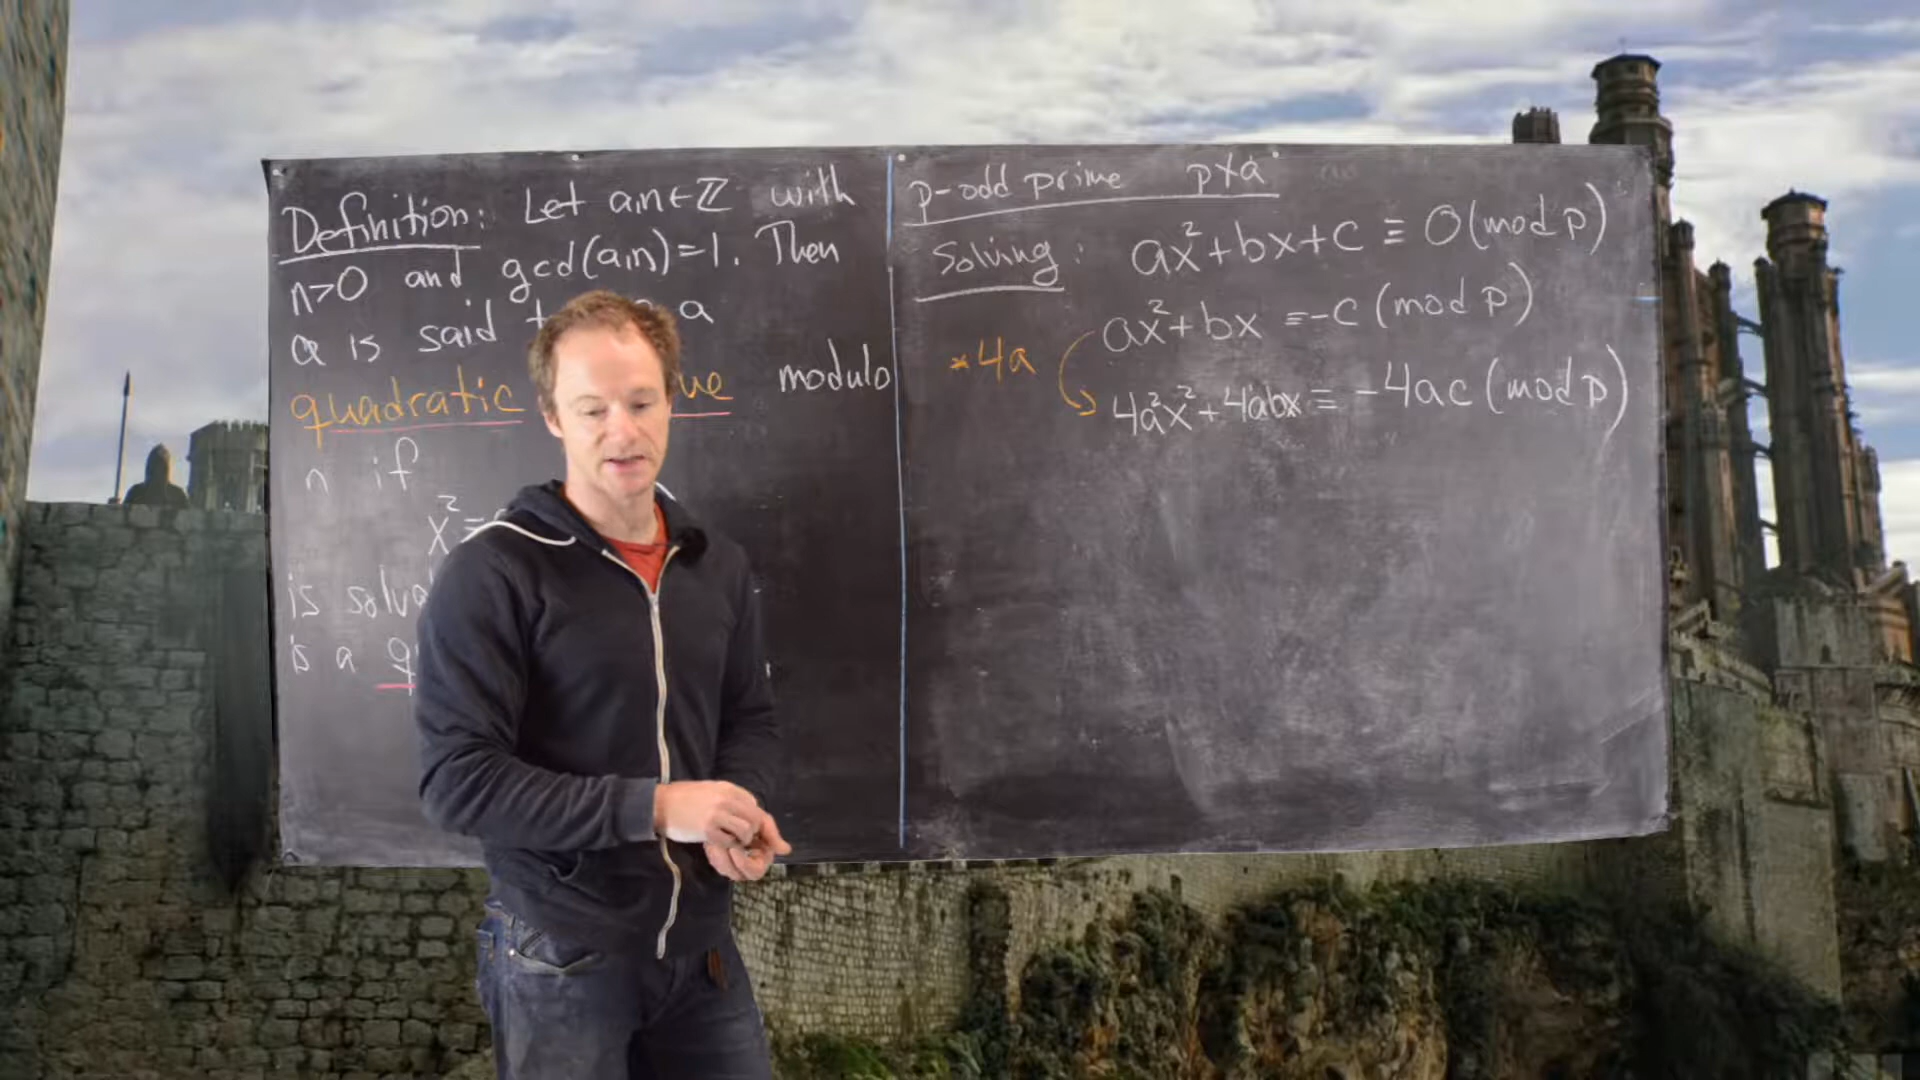 Definition: Let a,n∈ℤ with
n>0 and gcd(a,n)=1. Then
a is said a
quadratic modulo
n if
x²≡
is
is a
p-odd prime p∤a
Solving: ax²+bx+c ≡ 0(mod p)
ax²+bx ≡-c (mod p)
*4a
4a²x²+4abx ≡ -4ac (mod p)